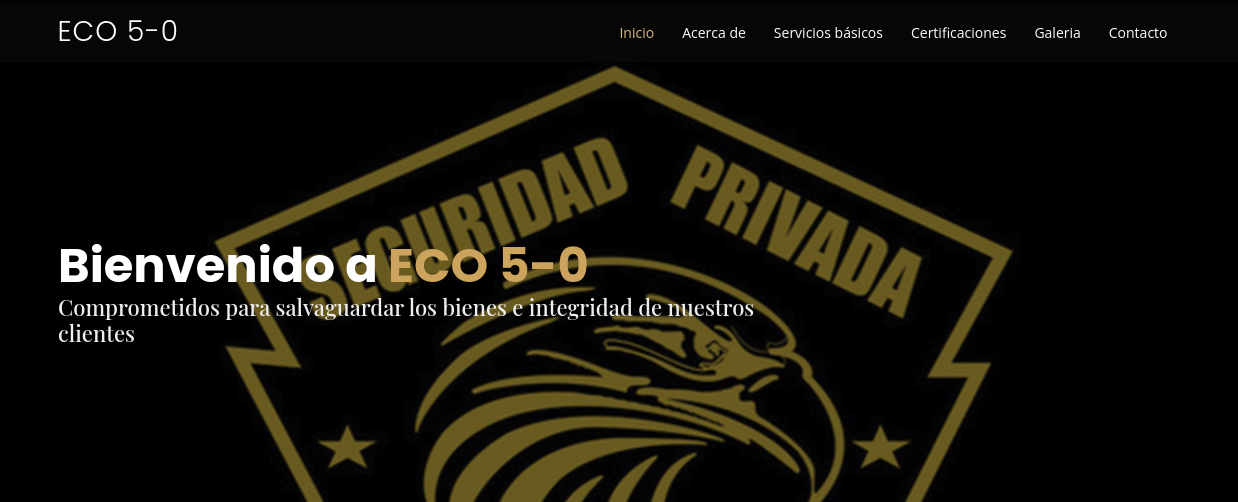 ECO 5-0
Inicio Acerca de Servicios básicos Certificaciones Galeria Contacto
SEGURIDAD PRIVADA
Bienvenido a ECO 5-0
Comprometidos para salvaguardar los bienes e integridad de nuestros
clientes